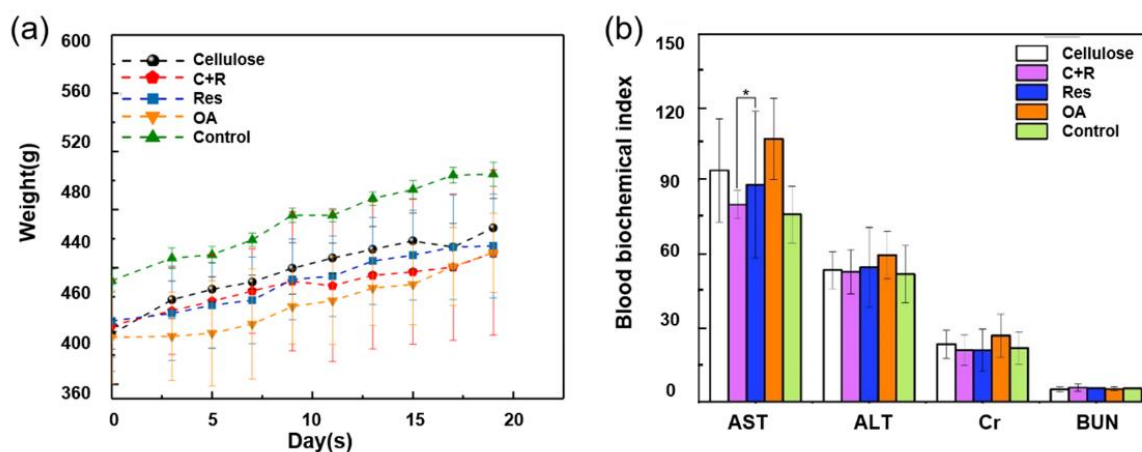 (a)
600
560
520
480
440
460
400
360
Weight(g)
Cellulose
C+R
Res
OA
Control
0
5
10
15
20
Day(s)
(b)
150
120
90
60
30
0
Blood biochemical index
Cellulose
C+R
Res
OA
Control
*
AST
ALT
Cr
BUN